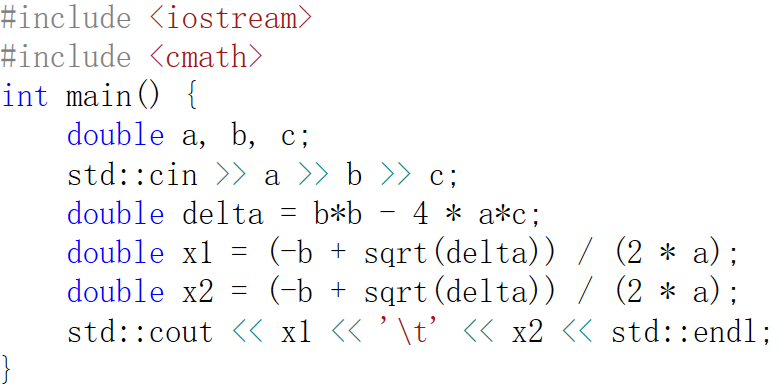 #include <iostream>
#include <cmath>
int main() {
    double a, b, c;
    std::cin >> a >> b >> c;
    double delta = b*b - 4 * a*c;
    double x1 = (-b + sqrt(delta)) / (2 * a);
    double x2 = (-b + sqrt(delta)) / (2 * a);
    std::cout << x1 << '\t' << x2 << std::endl;
}